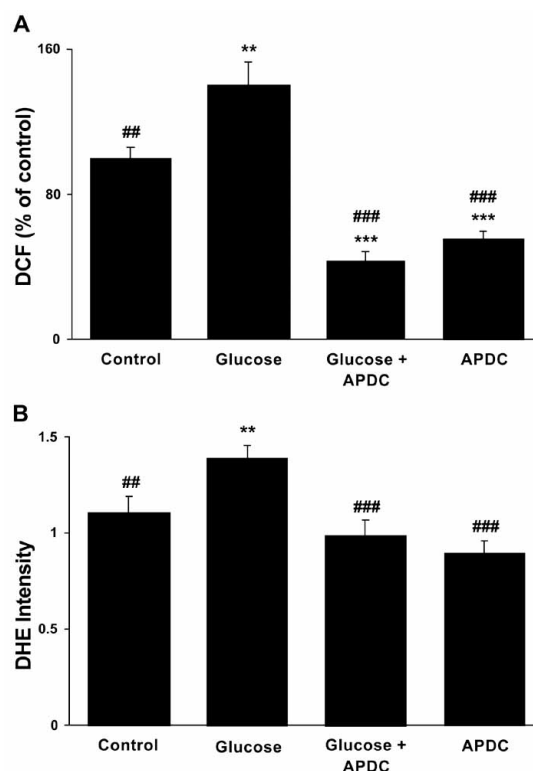 A
160
**
##
###
###
***
***
80
0
DCF (% of control)
Control
Glucose
Glucose +
APDC
APDC
B
1.5
**
##
###
###
1
0.5
0
DHE Intensity
Control
Glucose
Glucose +
APDC
APDC